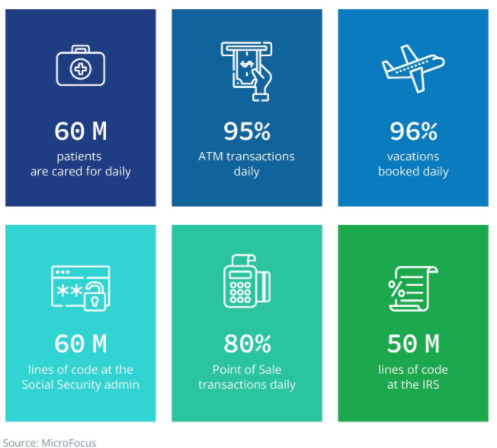 60 M
patients
are cared for daily
95%
ATM transactions
daily
96%
vacations
booked daily
60 M
lines of code at the
Social Security admin
80%
Point of Sale
transactions daily
50 M
lines of code
at the IRS
Source: MicroFocus